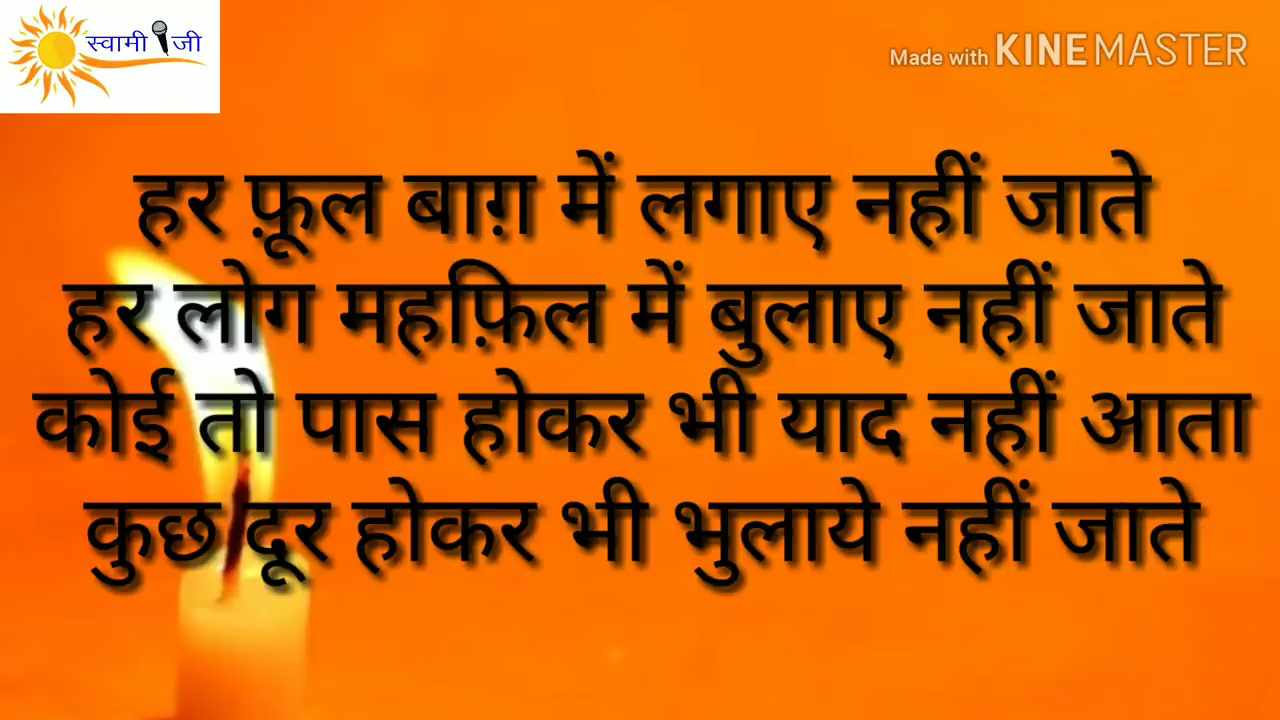 स्वामी जी
Made with KINEMASTER
हर फ़ूल बाग़ में लगाए नहीं जाते
हर लोग महफ़िल में बुलाए नहीं जाते
कोई तो पास होकर भी याद नहीं आता
कुछ दूर होकर भी भुलाये नहीं जाते